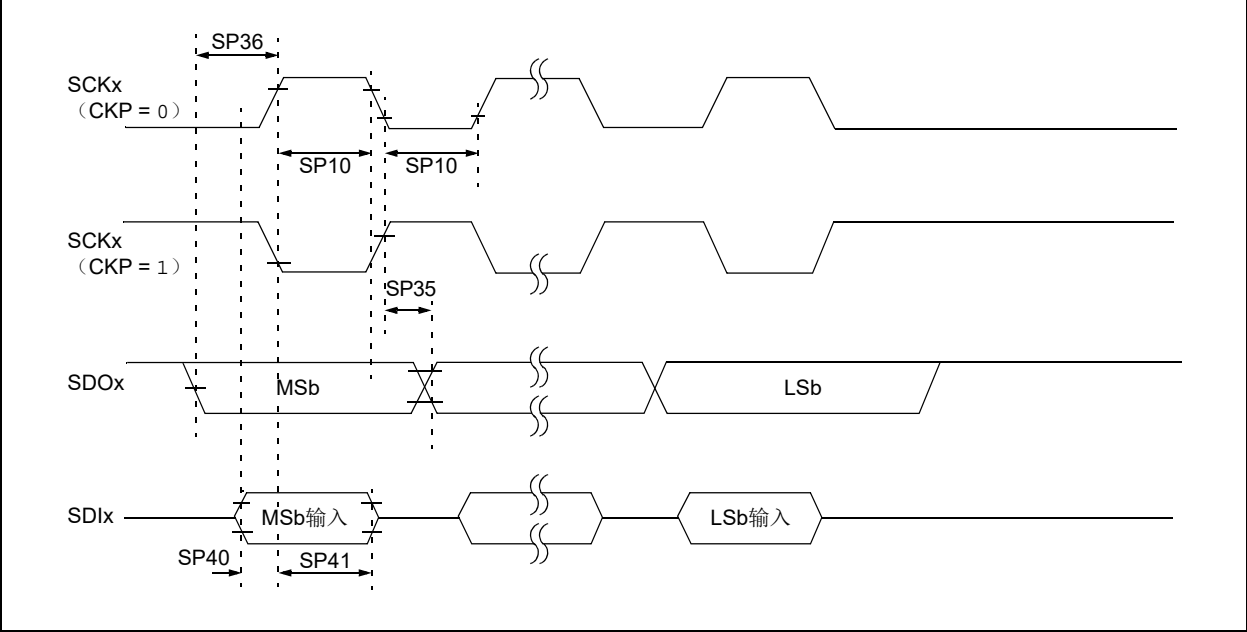 SP36
SCKx
（CKP = 0）
SP10
SP10
SCKx
（CKP = 1）
SP35
SDOx
MSb
LSb
SDIx
MSb输入
LSb输入
SP40
SP41